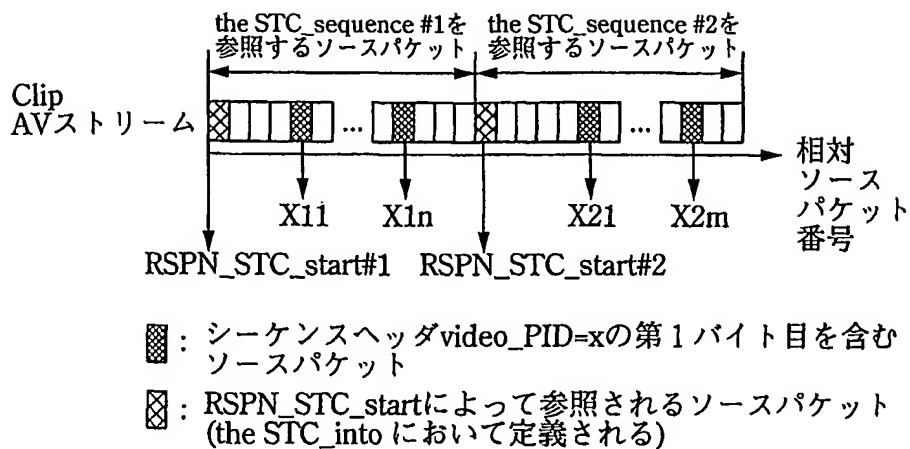 the STC_sequence #1を
参照するソースパケット
the STC_sequence #2を
参照するソースパケット
Clip
AVストリーム
...
...
相対
ソース
パケット
番号
X11
X1n
X21
X2m
RSPN_STC_start#1
RSPN_STC_start#2
: シーケンスヘッダvideo_PID=xの第1バイト目を含む
ソースパケット
: RSPN_STC_startによって参照されるソースパケット
(the STC_into において定義される)